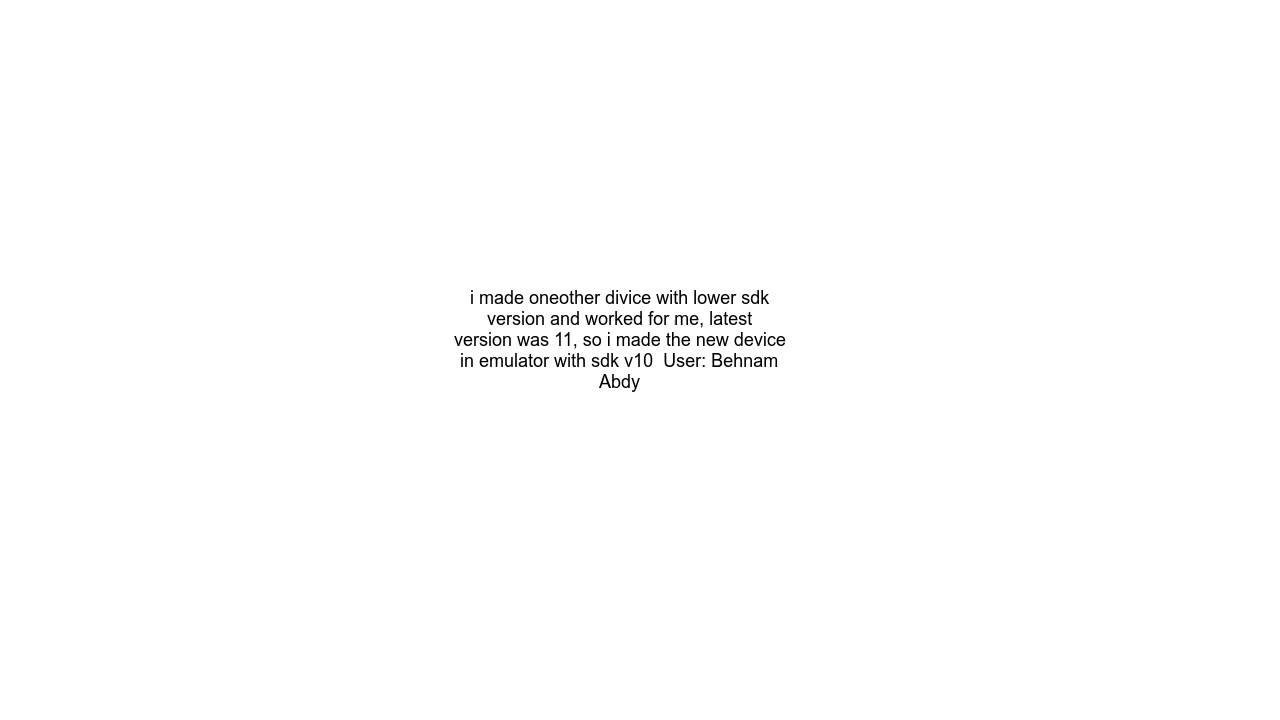 i made oneother divice with lower sdk
version and worked for me, latest
version was 11, so i made the new device
in emulator with sdk v10  User: Behnam
Abdy